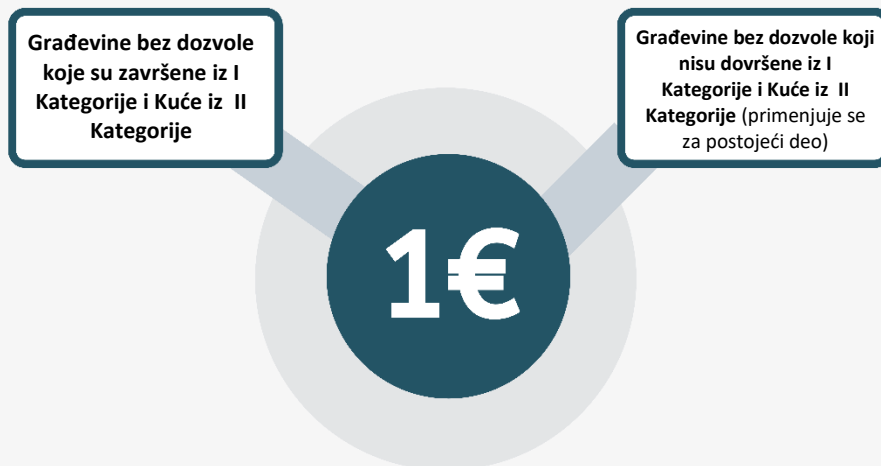 Građevine bez dozvole
koje su završene iz I
Kategorije i Kuće iz II
Kategorije
Građevine bez dozvole koji
nisu dovršene iz I
Kategorije i Kuće iz II
Kategorije (primenjuje se
za postojeći deo)
1€